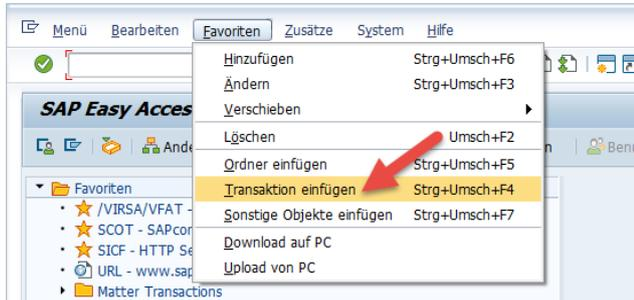 Menü Bearbeiten Favoriten Zusätze System Hilfe
Hinzufügen Strg+Umsch+F6
Ändern Strg+Umsch+F3
Verschieben
SAP Easy Acces
Löschen Umsch+F2
Ande n Benu
Ordner einfügen Strg+Umsch+F5
Favoriten
Transaktion einfügen Strg+Umsch+F4
/VIRSA/VFAT -
Sonstige Objekte einfügen Strg+Umsch+F7
SCOT - SAPcon
Download auf PC
SICF - HTTP Se
URL - www.sap
Upload von PC
Matter Transactions